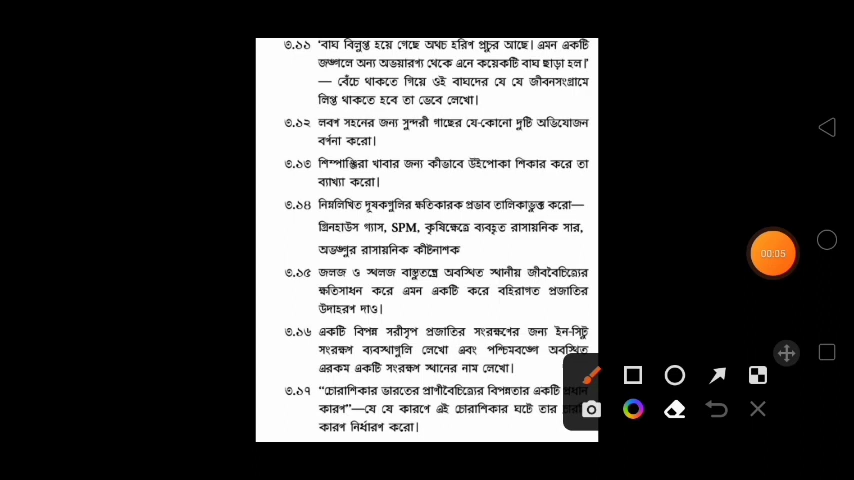 ৩.১১ 'বাঘ বিলুপ্ত হয়ে গেছে অথচ হরিণ প্রচুর আছে। এমন একটি
জঙ্গলে অন্য অভয়ারণ্য থেকে এনে কয়েকটি বাঘ ছাড়া হল।'
— বেঁচে থাকতে গিয়ে ওই বাঘদের যে যে জীবনসংগ্রামে
লিপ্ত থাকতে হবে তা ভেবে লেখো।
৩.১২ লবণ সহনের জন্য সুন্দরী গাছের যে-কোনো দুটি অভিযোজন
বর্ণনা করো।
৩.১৩ শিম্পাঞ্জিরা খাবার জন্য কীভাবে উইপোকা শিকার করে তা
ব্যাখ্যা করো।
৩.১৪ নিম্নলিখিত দূষকগুলির ক্ষতিকারক প্রভাব তালিকাভুক্ত করো—
গ্রিনহাউস গ্যাস, SPM, কৃষিক্ষেত্রে ব্যবহৃত রাসায়নিক সার,
অভঙ্গুর রাসায়নিক কীটনাশক
৩.১৫ জলজ ও স্থলজ বাস্তুতন্ত্রে অবস্থিত স্থানীয় জীববৈচিত্র্যের
ক্ষতিসাধন করে এমন একটি করে বহিরাগত প্রজাতির
উদাহরণ দাও।
৩.১৬ একটি বিপন্ন সরীসৃপ প্রজাতির সংরক্ষণের জন্য ইন-সিটু
সংরক্ষণ ব্যবস্থাগুলি লেখো এবং পশ্চিমবঙ্গে অবস্থিত
এরকম একটি সংরক্ষণ স্থানের নাম লেখো।
৩.১৭ "চোরাশিকার ভারতের প্রাণীবৈচিত্র্যের বিপন্নতার একটি প্রধান
কারণ"—যে যে কারণে এই চোরাশিকার ঘটে তার
কারণ নির্ধারণ করো।
00:05